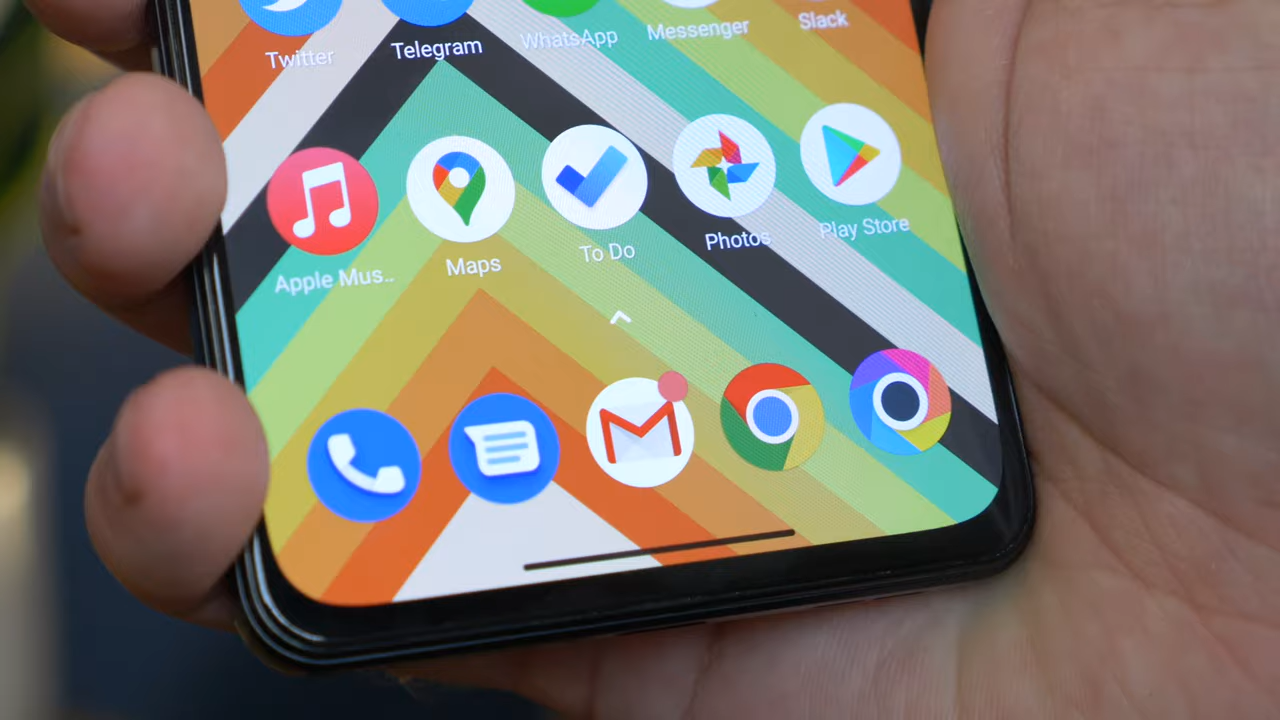 Twitter
Telegram
WhatsApp
Messenger
Slack
Apple Mus..
Maps
To Do
Photos
Play Store